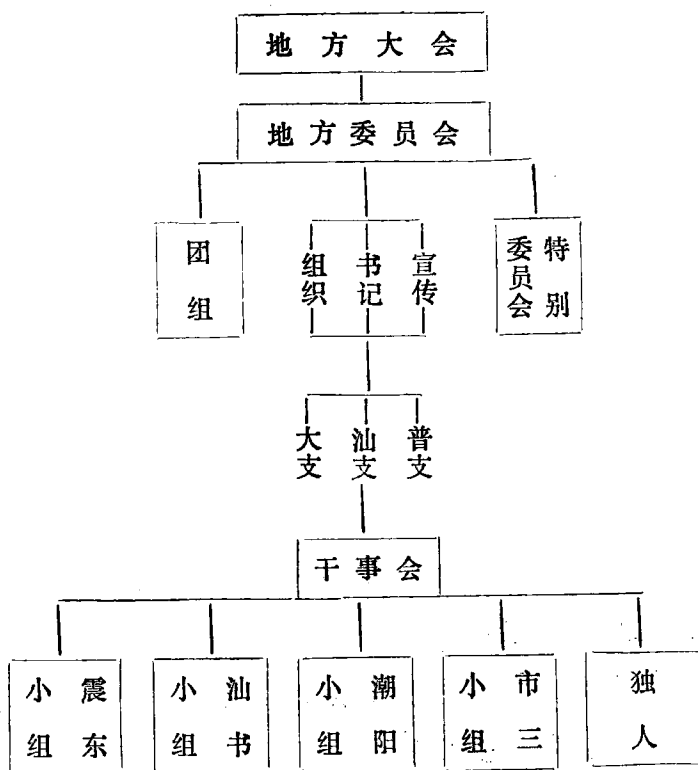 地方大会
地方委员会
团组
组织
书记
宣传
特别
委员会
大支
汕支
普支
干事会
震东
小组
汕书
小组
潮阳
小组
市三
小组
独人